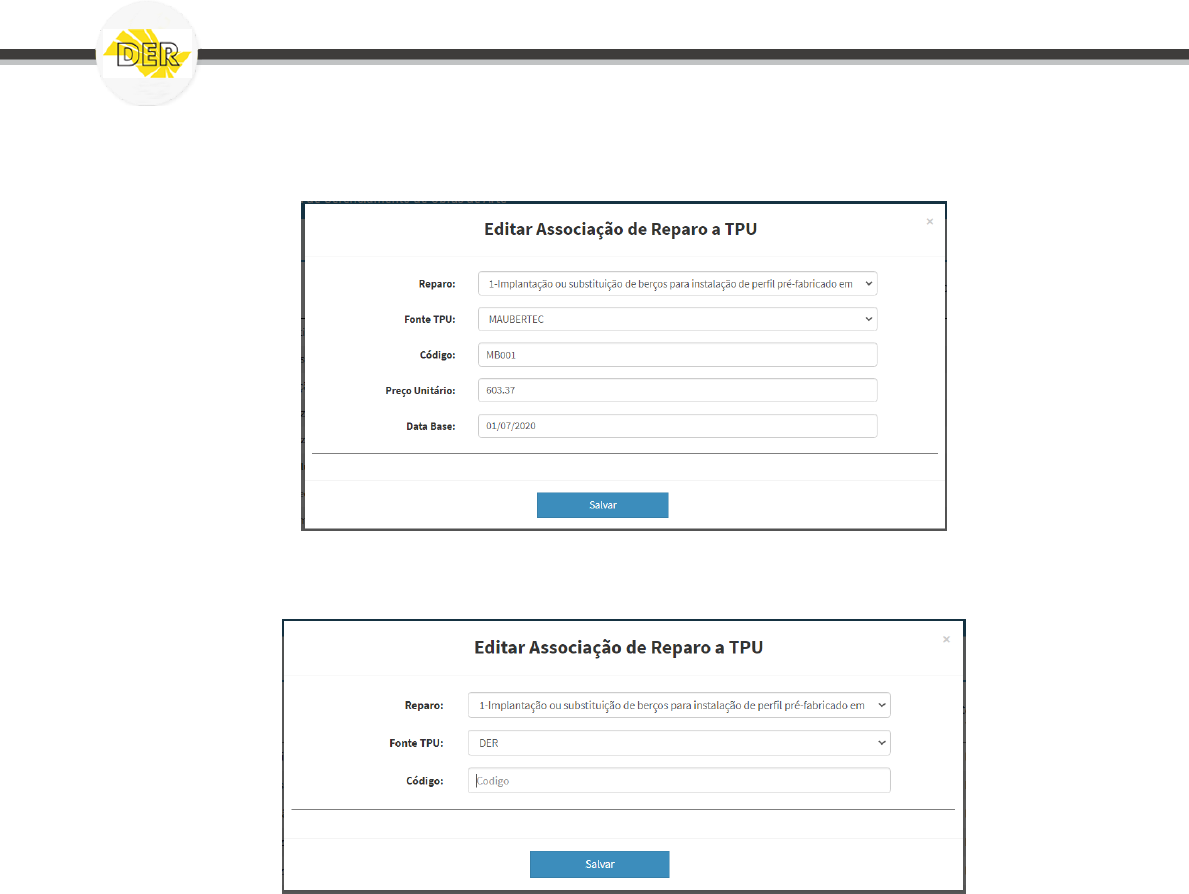 DER
Editar Associação de Reparo a TPU
×
Reparo: 1-Implantação ou substituição de berços para instalação de perfil pré-fabricado em
Fonte TPU: MAUBERTEC
Código: MB001
Preço Unitário: 603.37
Data Base: 01/07/2020
Salvar
Editar Associação de Reparo a TPU
×
Reparo: 1-Implantação ou substituição de berços para instalação de perfil pré-fabricado em
Fonte TPU: DER
Código: Codigo
Salvar